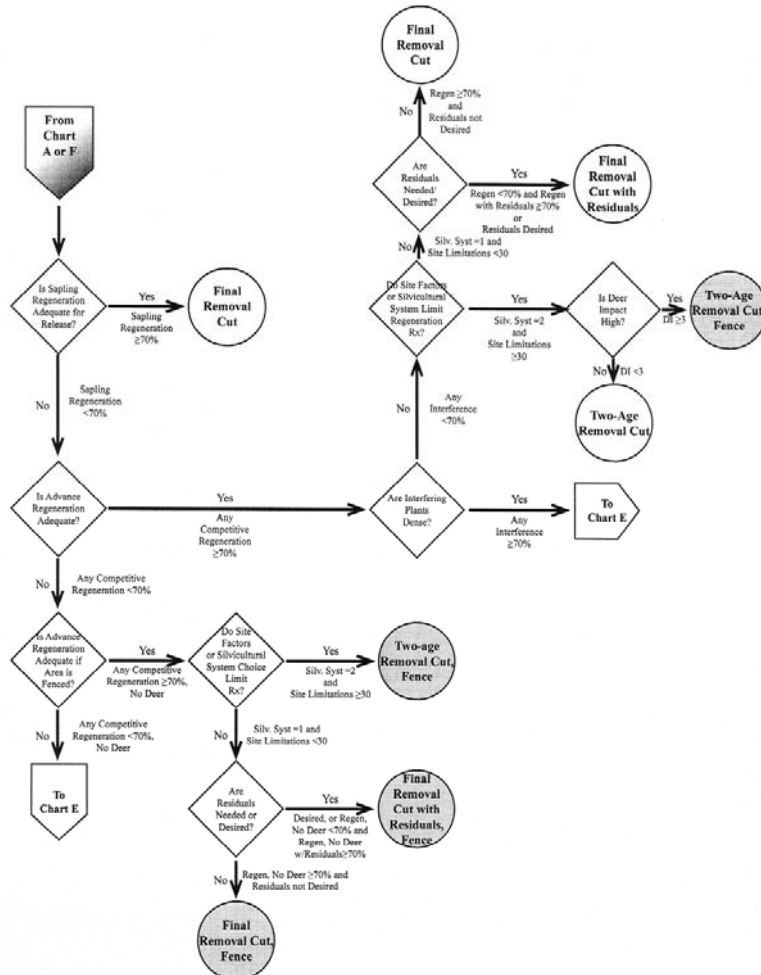 Final
Removal
Cut
Regen ≥70%
and
Residuals not
Desired
No
From
Chart
A or F
Are
Residuals
Needed/
Desired?
Yes
Regen <70% and Regen
with Residuals ≥70%
or
Residuals Desired
Final
Removal
Cut with
Residuals
No
Silv. Syst =1 and
Site Limitations <30
Is Sapling
Regeneration
Adequate for
Release?
Yes
Sapling
Regeneration
≥70%
Final
Removal
Cut
Do Site Factors
or Silvicultural
System Limit
Regeneration
Rx?
Yes
Silv. Syst=2
and
Site Limitations
≥30
Is Deer
Impact
High?
Yes
DI ≥3
Two-Age
Removal Cut,
Fence
No
DI <3
Two-Age
Removal Cut
No
Sapling
Regeneration
<70%
No
Any
Interference
<70%
Is Advance
Regeneration
Adequate?
Yes
Any
Competitive
Regeneration
≥70%
Are Interfering
Plants
Dense?
Yes
Any
Interference
≥70%
To
Chart E
No
Any Competitive
Regeneration <70%
Is Advance
Regeneration
Adequate if
Area is
Fenced?
Yes
Any Competitive
Regeneration ≥70%,
No Deer
Do Site
Factors
or Silvicultural
System Choice
Limit
Rx?
Yes
Silv. Syst =2
and
Site Limitations ≥30
Two-age
Removal Cut,
Fence
No
Any Competitive
Regeneration <70%,
No Deer
No
Silv. Syst =1 and
Site Limitations <30
To
Chart E
Are
Residuals
Needed or
Desired?
Yes
Desired, or Regen,
No Deer <70% and
Regen, No Deer
w/Residuals≥70%
Final
Removal
Cut with
Residuals,
Fence
No
Regen, No Deer ≥70% and
Residuals not Desired
Final
Removal Cut,
Fence